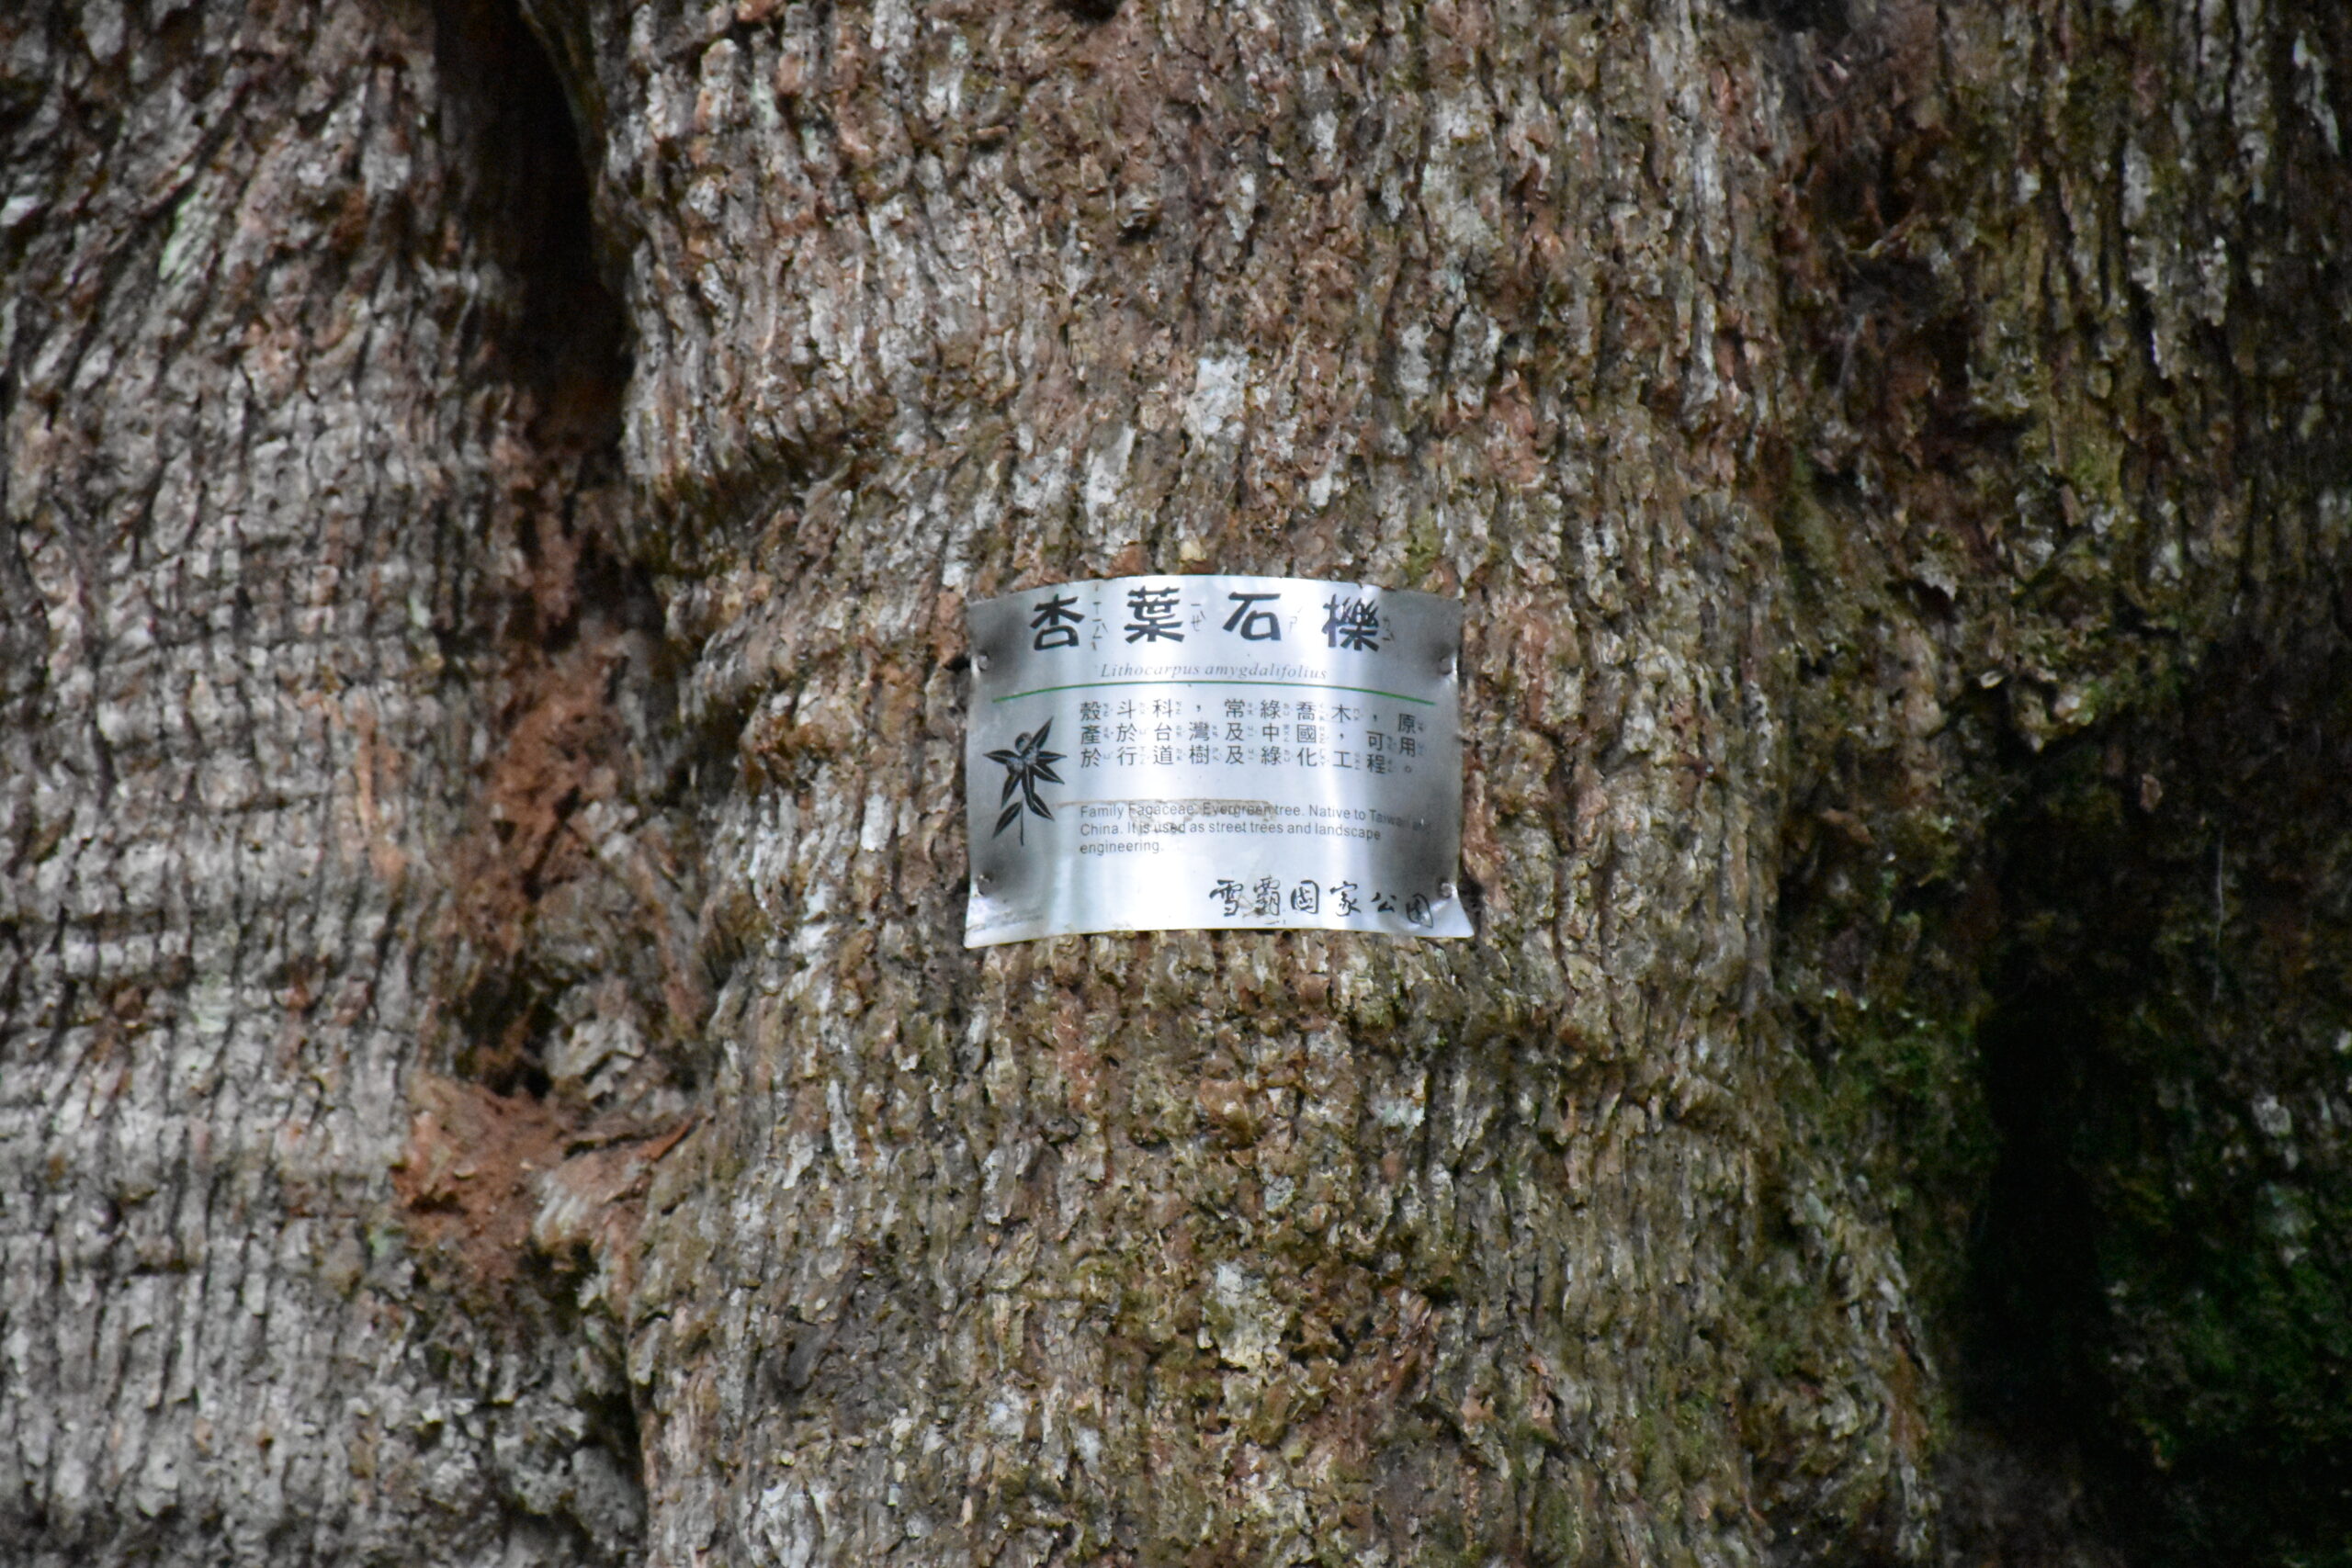 杏葉石櫟
Lithocarpus amygdalifolius
殼斗科，常綠喬木，原
產於台灣及中國，可用
於行道樹及綠化工程。
Family Fagaceae. Evergreen tree. Native to Taiwan and
China. It is used as street trees and landscape
engineering.
雪霸国家公园